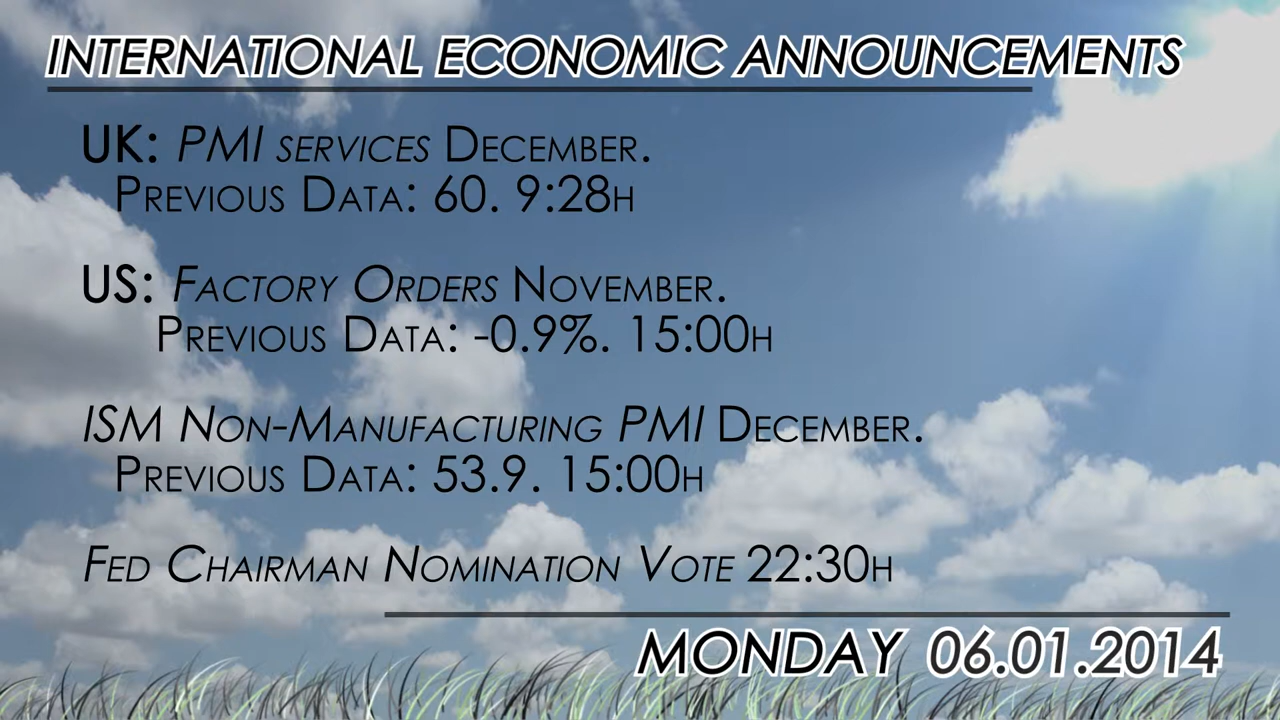 INTERNATIONAL ECONOMIC ANNOUNCEMENTS
UK: PMI SERVICES DECEMBER.
PREVIOUS DATA: 60. 9:28H
US: FACTORY ORDERS NOVEMBER.
PREVIOUS DATA: -0.9%. 15:00H
ISM NON-MANUFACTURING PMI DECEMBER.
PREVIOUS DATA: 53.9. 15:00H
FED CHAIRMAN NOMINATION VOTE 22:30H
MONDAY 06.01.2014